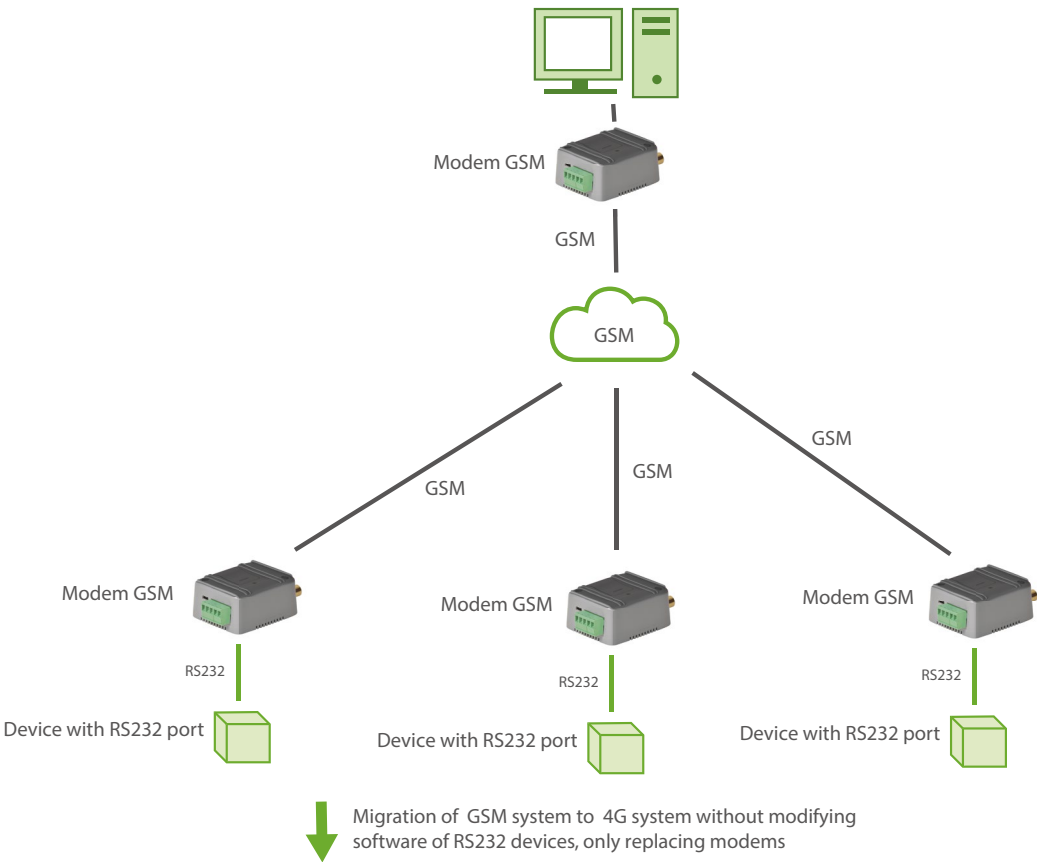 Modem GSM
GSM
GSM
GSM
GSM
GSM
Modem GSM
Modem GSM
Modem GSM
RS232
RS232
RS232
Device with RS232 port
Device with RS232 port
Device with RS232 port
Migration of GSM system to 4G system without modifying
software of RS232 devices, only replacing modems